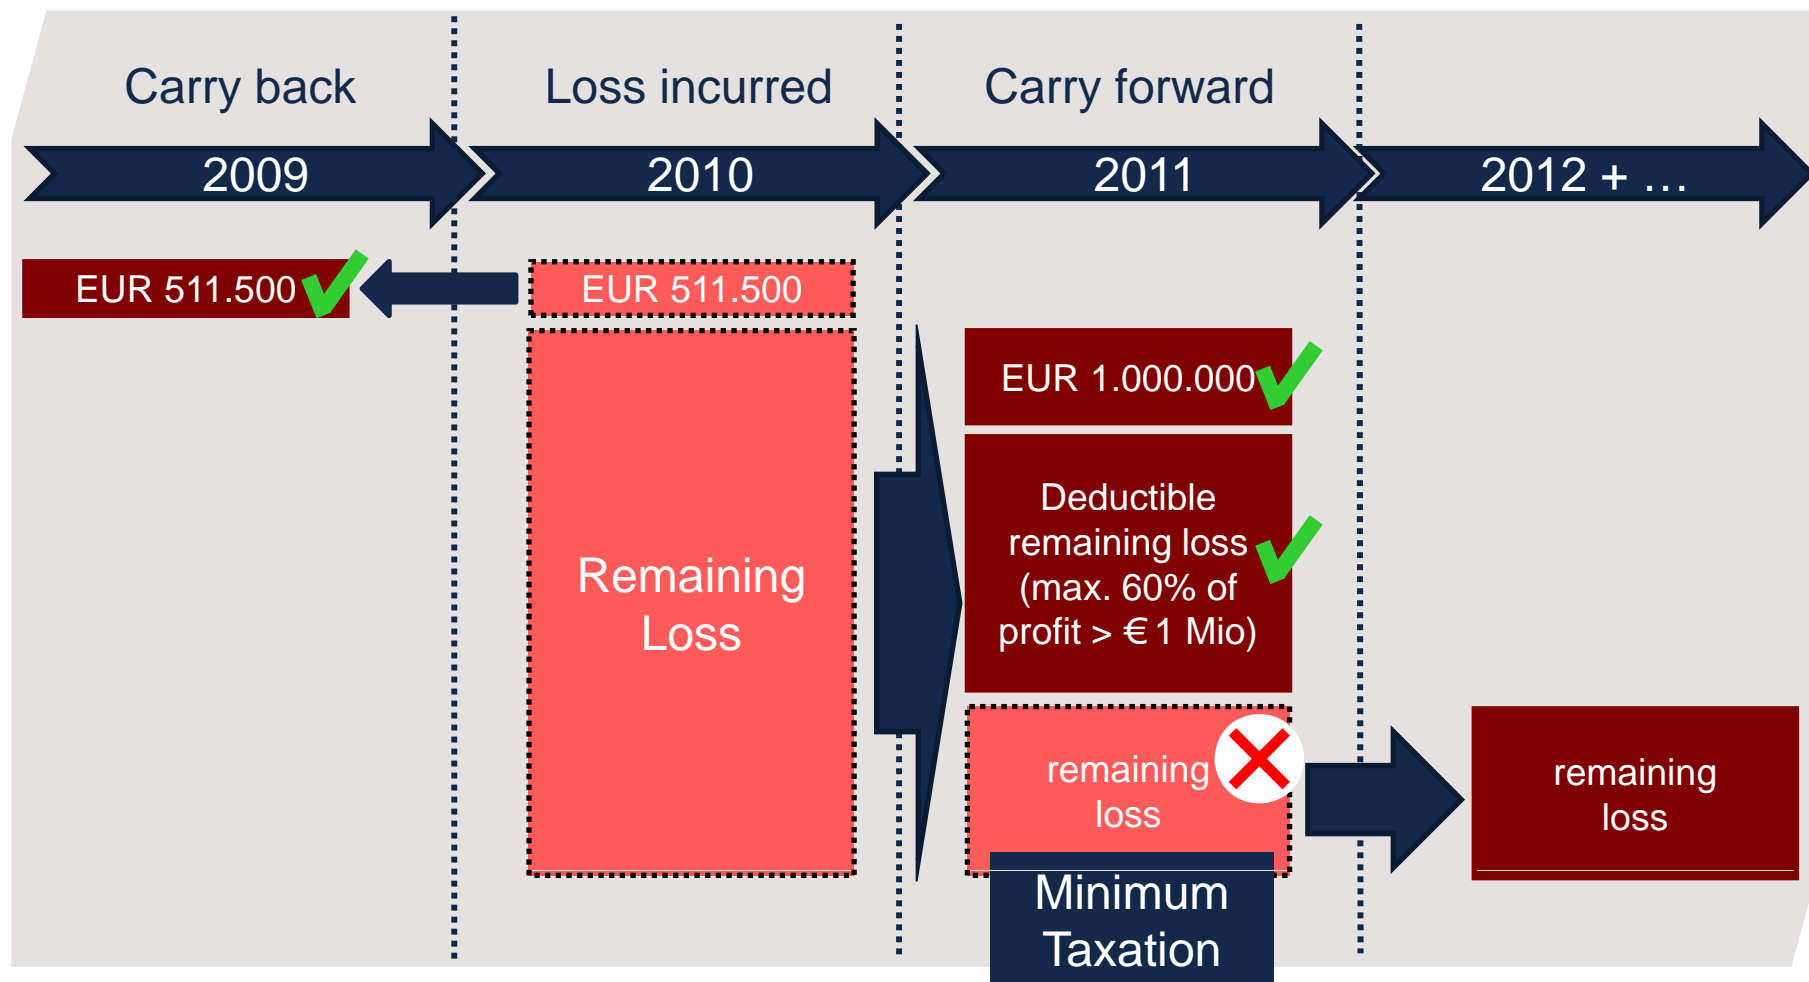 Carry back
Loss incurred
Carry forward
2009
2010
2011
2012 + …
EUR 511.500
EUR 511.500
Remaining
Loss
EUR 1.000.000
Deductible
remaining loss
(max. 60% of
profit > € 1 Mio)
remaining
loss
Minimum
Taxation
remaining
loss